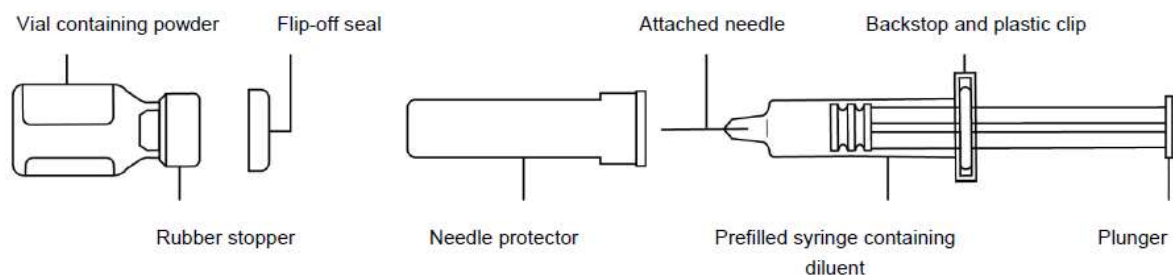 Vial containing powder
Flip-off seal
Attached needle
Backstop and plastic clip
Rubber stopper
Needle protector
Prefilled syringe containing
diluent
Plunger